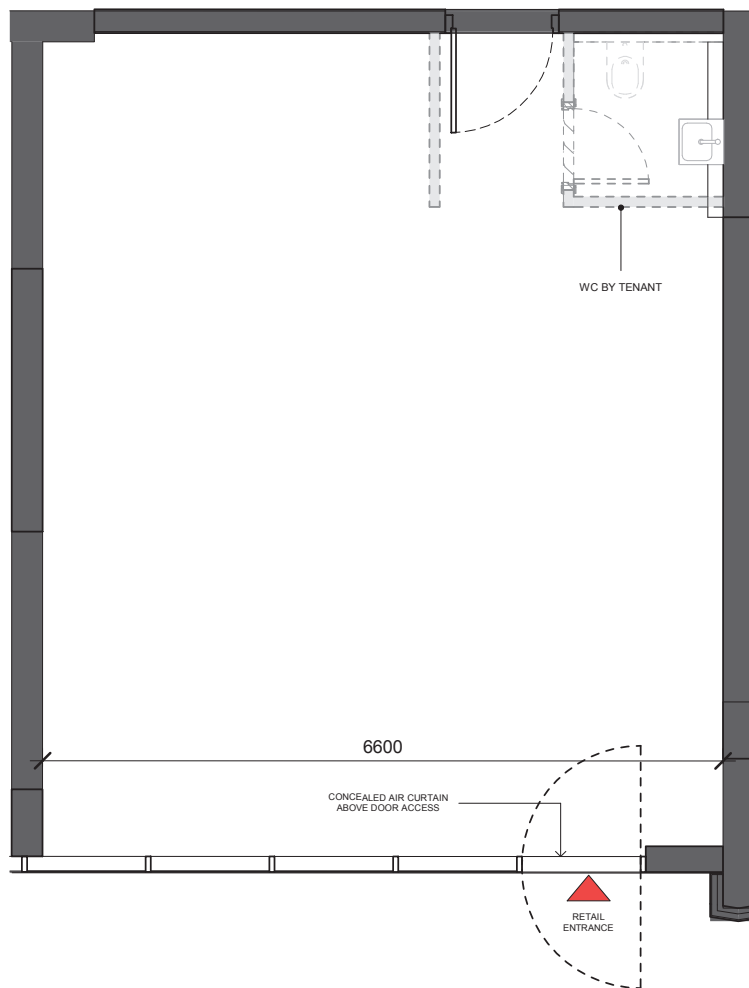 WC BY TENANT
6600
CONCEALED AIR CURTAIN
ABOVE DOOR ACCESS
RETAIL
ENTRANCE